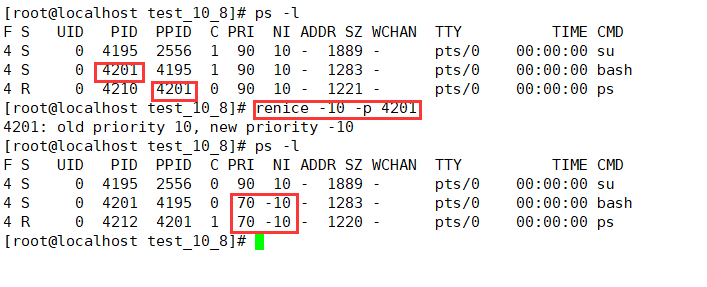 [root@localhost test_10_8]# ps -l
F S   UID    PID   PPID  C PRI  NI ADDR SZ WCHAN  TTY          TIME CMD
4 S     0   4195   2556  1  90  10 -  1889 -      pts/0    00:00:00 su
4 S     0   4201   4195  1  90  10 -  1283 -      pts/0    00:00:00 bash
4 R     0   4210   4201  0  90  10 -  1221 -      pts/0    00:00:00 ps
[root@localhost test_10_8]# renice -10 -p 4201
4201: old priority 10, new priority -10
[root@localhost test_10_8]# ps -l
F S   UID    PID   PPID  C PRI  NI ADDR SZ WCHAN  TTY          TIME CMD
4 S     0   4195   2556  0  90  10 -  1889 -      pts/0    00:00:00 su
4 S     0   4201   4195  0  70 -10 -  1283 -      pts/0    00:00:00 bash
4 R     0   4212   4201  1  70 -10 -  1220 -      pts/0    00:00:00 ps
[root@localhost test_10_8]#